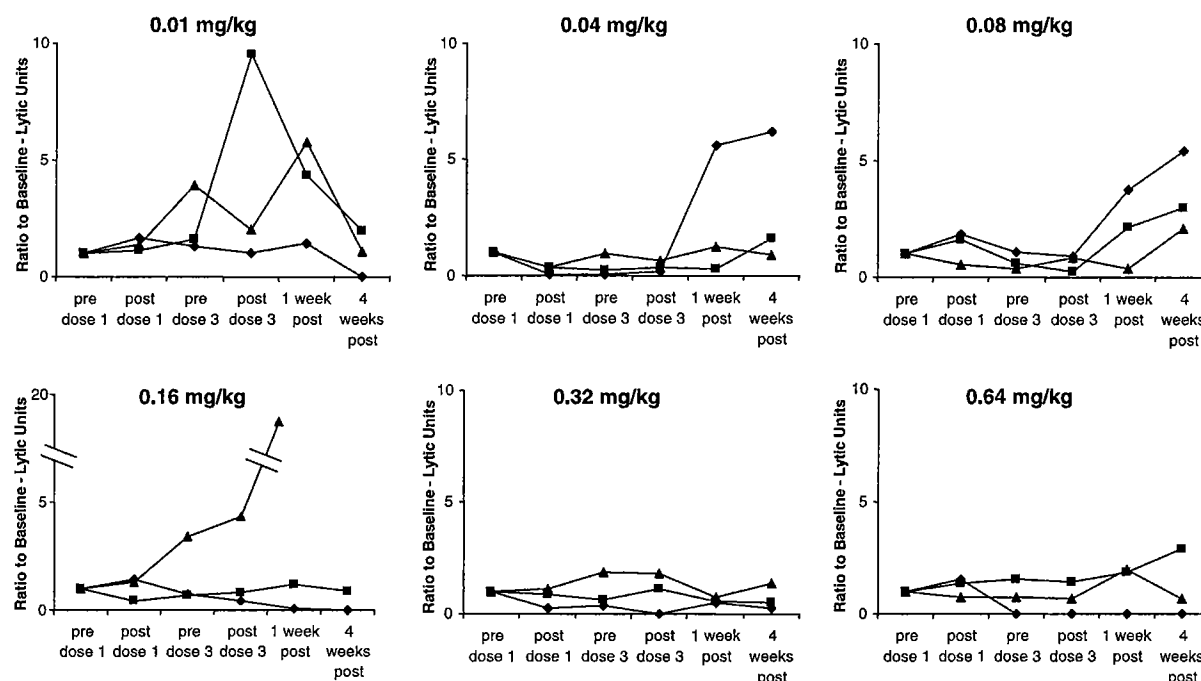 0.01 mg/kg
Ratio to Baseline - Lytic Units
10
5
0
pre post pre post 1 week 4
dose 1 dose 1 dose 3 dose 3 post weeks
post
0.04 mg/kg
Ratio to Baseline - Lytic Units
10
5
0
pre post pre post 1 week 4
dose 1 dose 1 dose 3 dose 3 post weeks
post
0.08 mg/kg
Ratio to Baseline - Lytic Units
10
5
0
pre post pre post 1 week 4
dose 1 dose 1 dose 3 dose 3 post weeks
post
0.16 mg/kg
Ratio to Baseline - Lytic Units
20
5
0
pre post pre post 1 week 4
dose 1 dose 1 dose 3 dose 3 post weeks
post
0.32 mg/kg
Ratio to Baseline - Lytic Units
10
5
0
pre post pre post 1 week 4
dose 1 dose 1 dose 3 dose 3 post weeks
post
0.64 mg/kg
Ratio to Baseline - Lytic Units
10
5
0
pre post pre post 1 week 4
dose 1 dose 1 dose 3 dose 3 post weeks
post